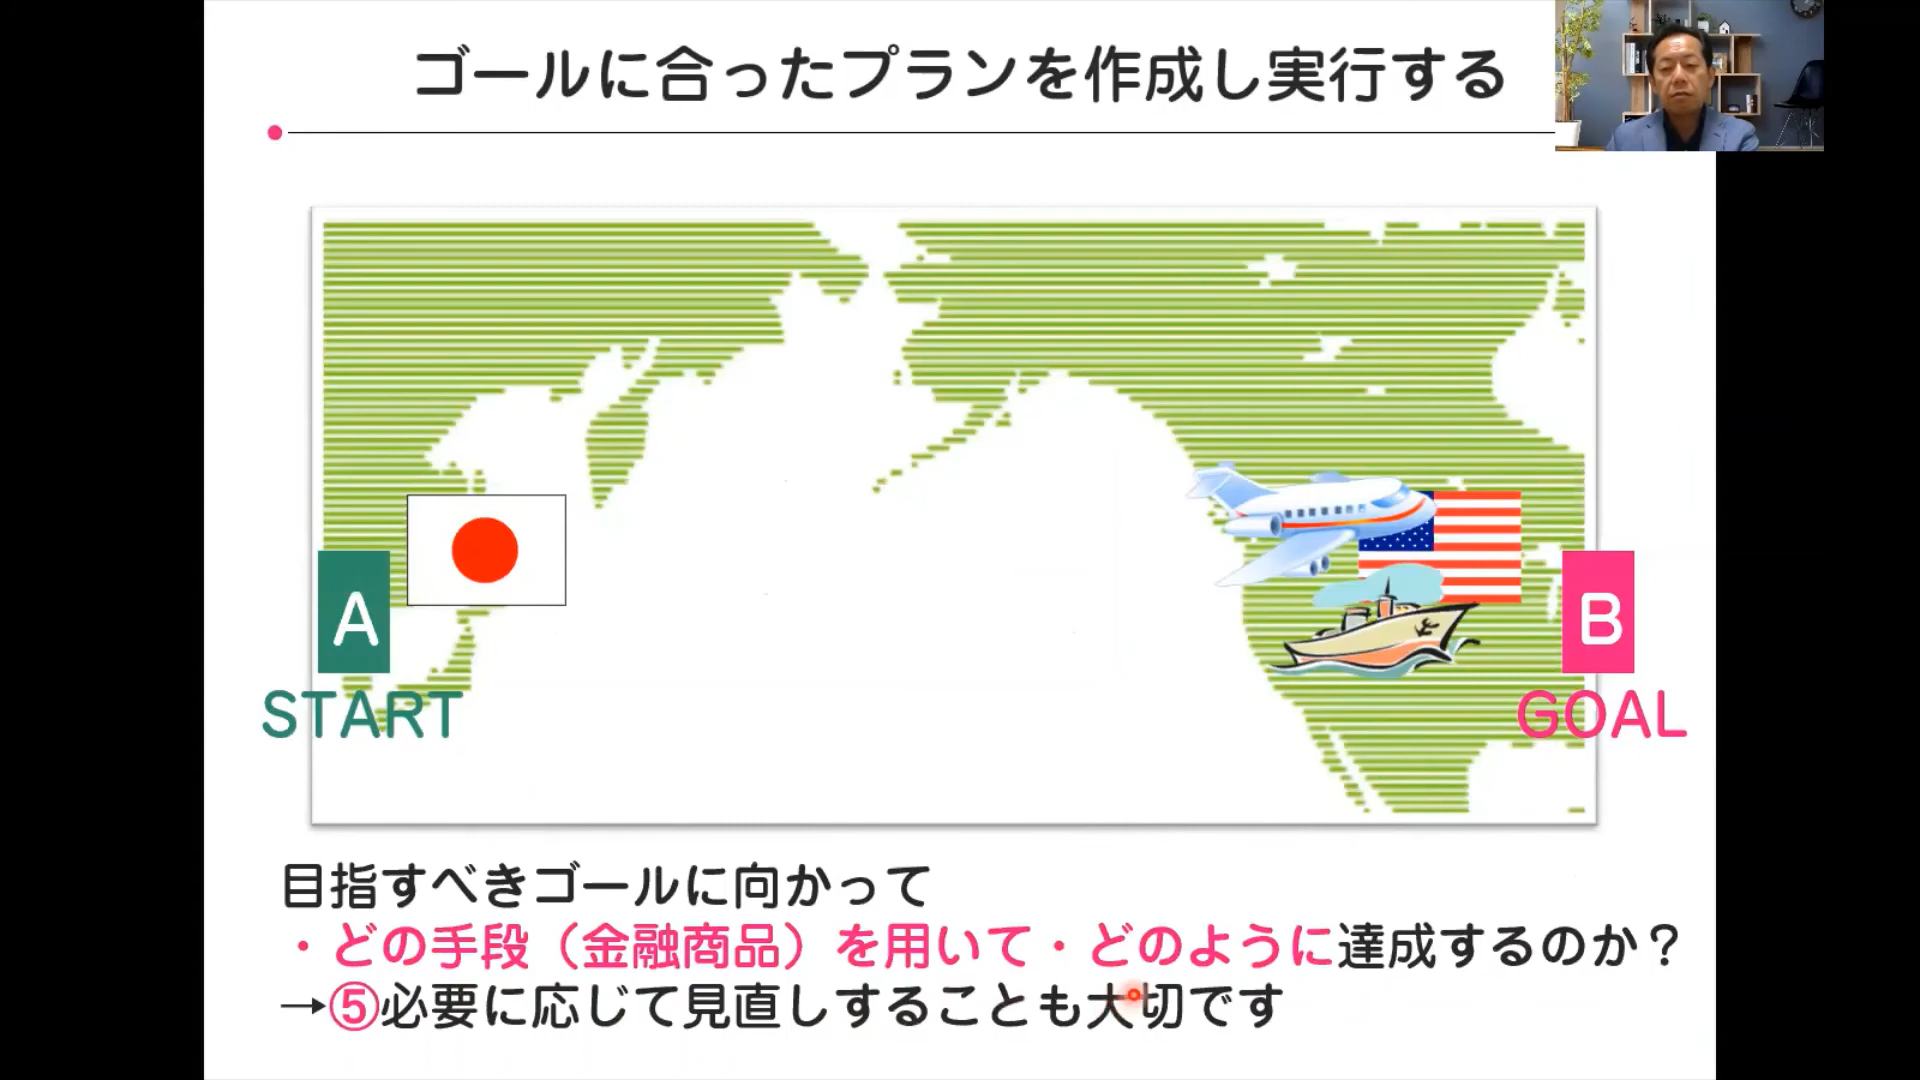 ゴールに合ったプランを作成し実行する
A
START
B
GOAL
目指すべきゴールに向かって
・どの手段（金融商品）を用いて・どのように達成するのか？
→⑤必要に応じて見直しすることも大切です